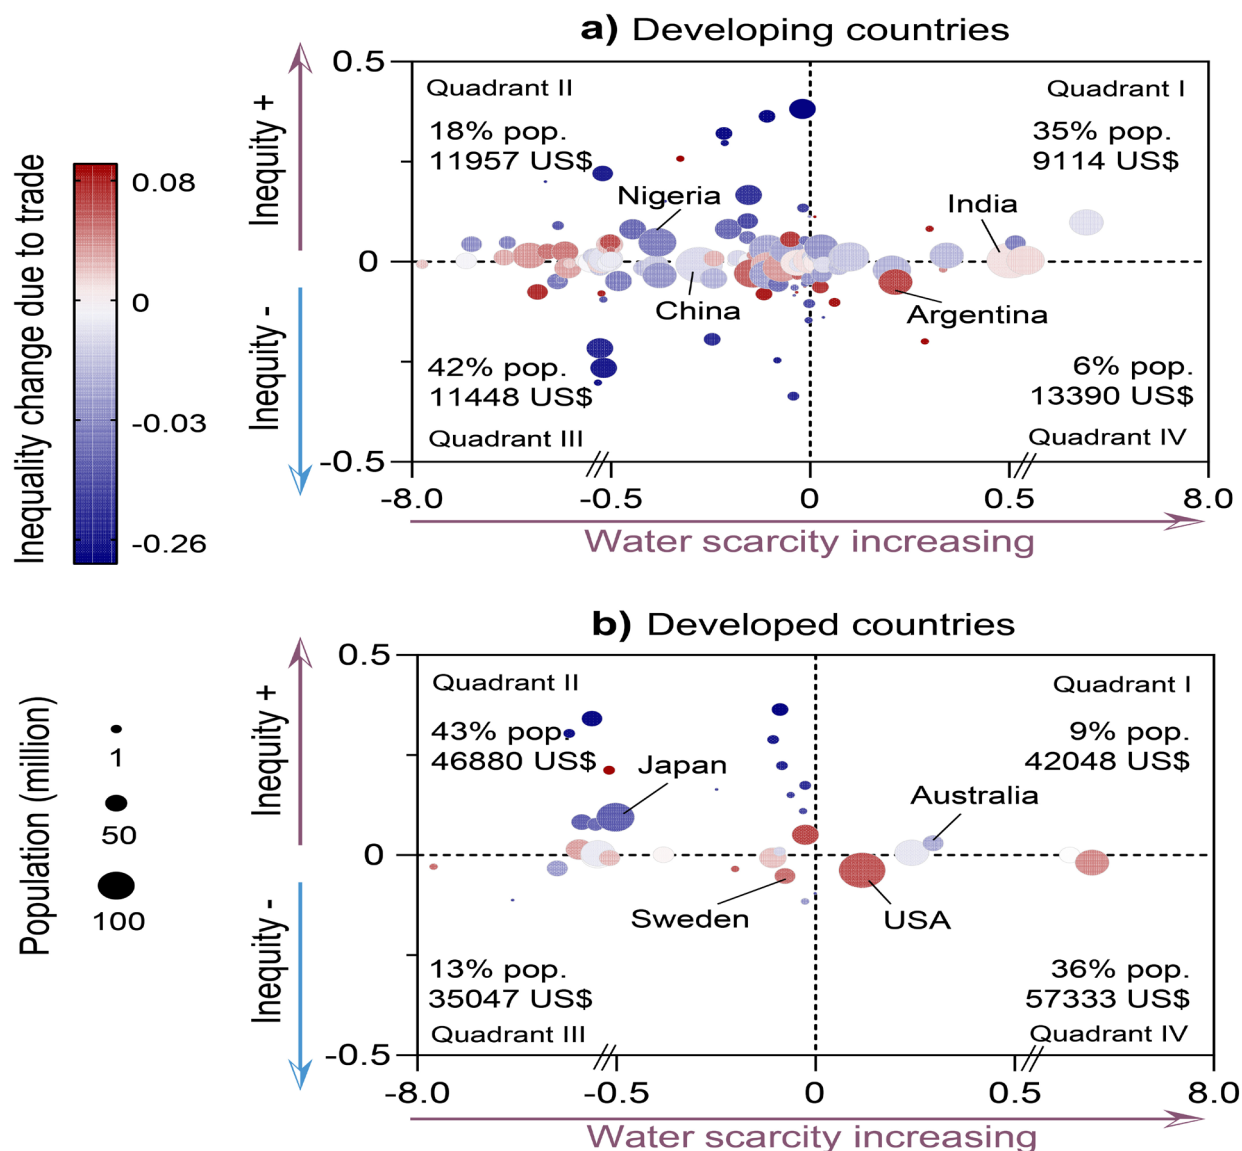 a) Developing countries
0.5
Quadrant II
Quadrant I
18% pop.
11957 US$
35% pop.
9114 US$
Nigeria
India
0
China
Argentina
42% pop.
11448 US$
6% pop.
13390 US$
Quadrant III
Quadrant IV
-0.5
-8.0
-0.5
0
0.5
8.0
Water scarcity increasing
Inequity +
Inequity -
Inequality change due to trade
0.08
0
-0.03
-0.26
b) Developed countries
0.5
Quadrant II
Quadrant I
43% pop.
46880 US$
9% pop.
42048 US$
Japan
Australia
0
Sweden
USA
13% pop.
35047 US$
36% pop.
57333 US$
Quadrant III
Quadrant IV
-0.5
-8.0
-0.5
0
0.5
8.0
Water scarcity increasing
Inequity +
Inequity -
Population (million)
1
50
100